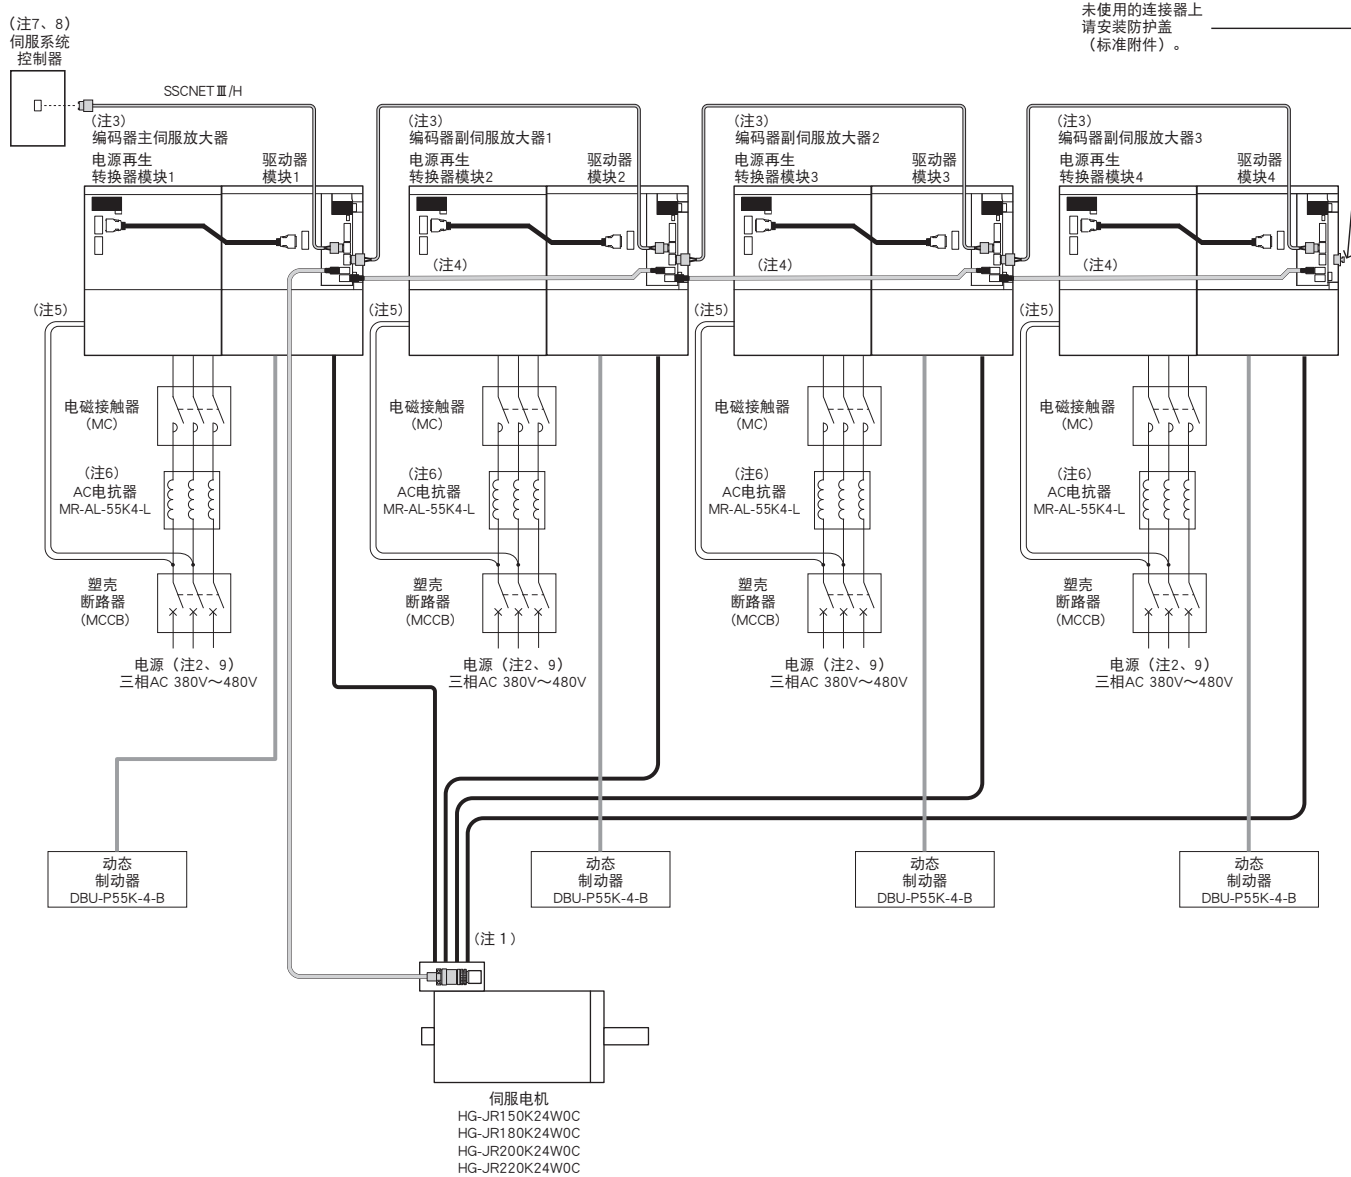 未使用的连接器上
请安装防护盖
（标准附件）。
（注7、8）
伺服系统
控制器
SSCNETⅢ/H
（注3）
编码器主伺服放大器
电源再生
转换器模块1
驱动器
模块1
（注3）
编码器副伺服放大器1
电源再生
转换器模块2
驱动器
模块2
（注3）
编码器副伺服放大器2
电源再生
转换器模块3
驱动器
模块3
（注3）
编码器副伺服放大器3
电源再生
转换器模块4
驱动器
模块4
（注4）
（注4）
（注4）
（注5）
（注5）
（注5）
（注5）
电磁接触器
（MC）
电磁接触器
（MC）
电磁接触器
（MC）
电磁接触器
（MC）
（注6）
AC电抗器
MR-AL-55K4-L
（注6）
AC电抗器
MR-AL-55K4-L
（注6）
AC电抗器
MR-AL-55K4-L
（注6）
AC电抗器
MR-AL-55K4-L
塑壳
断路器
（MCCB）
塑壳
断路器
（MCCB）
塑壳
断路器
（MCCB）
塑壳
断路器
（MCCB）
电源（注2、9）
三相AC 380V～480V
电源（注2、9）
三相AC 380V～480V
电源（注2、9）
三相AC 380V～480V
电源（注2、9）
三相AC 380V～480V
动态
制动器
DBU-P55K-4-B
动态
制动器
DBU-P55K-4-B
动态
制动器
DBU-P55K-4-B
动态
制动器
DBU-P55K-4-B
（注１）
伺服电机
HG-JR150K24W0C
HG-JR180K24W0C
HG-JR200K24W0C
HG-JR220K24W0C